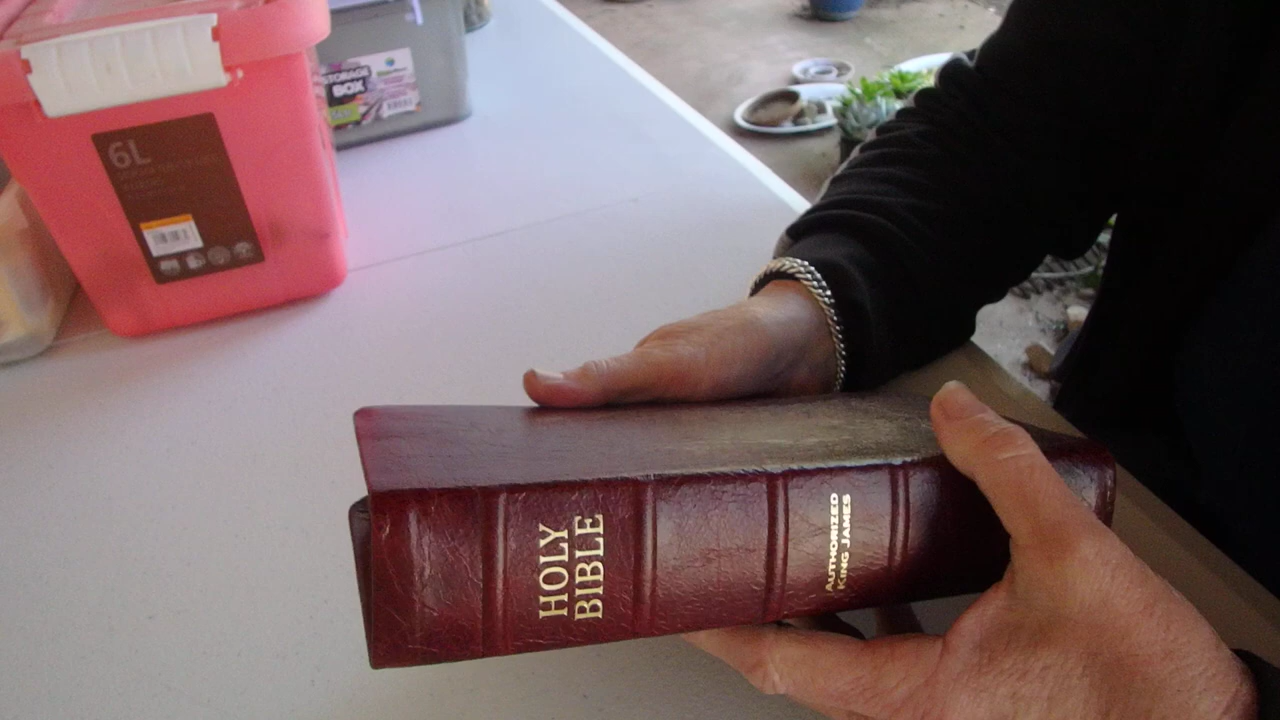 6L
STORAGE
BOX
HOLY
BIBLE
AUTHORIZED
KING JAMES